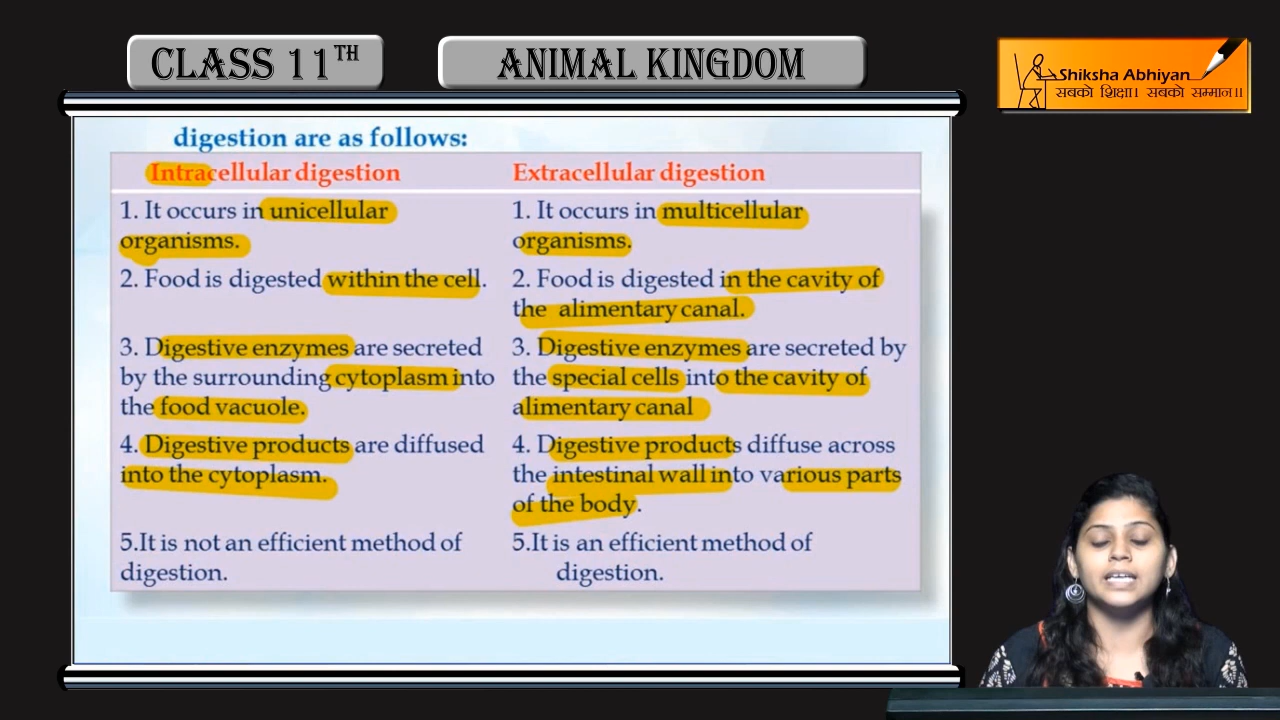 CLASS 11TH
ANIMAL KINGDOM
Shiksha Abhiyan
सबको शिक्षा। सबको सम्मान।।
digestion are as follows:
Intracellular digestion
1. It occurs in unicellular
organisms.
2. Food is digested within the cell.
3. Digestive enzymes are secreted
by the surrounding cytoplasm into
the food vacuole.
4. Digestive products are diffused
into the cytoplasm.
5.It is not an efficient method of
digestion.
Extracellular digestion
1. It occurs in multicellular
organisms.
2. Food is digested in the cavity of
the alimentary canal.
3. Digestive enzymes are secreted by
the special cells into the cavity of
alimentary canal
4. Digestive products diffuse across
the intestinal wall into various parts
of the body.
5.It is an efficient method of
digestion.